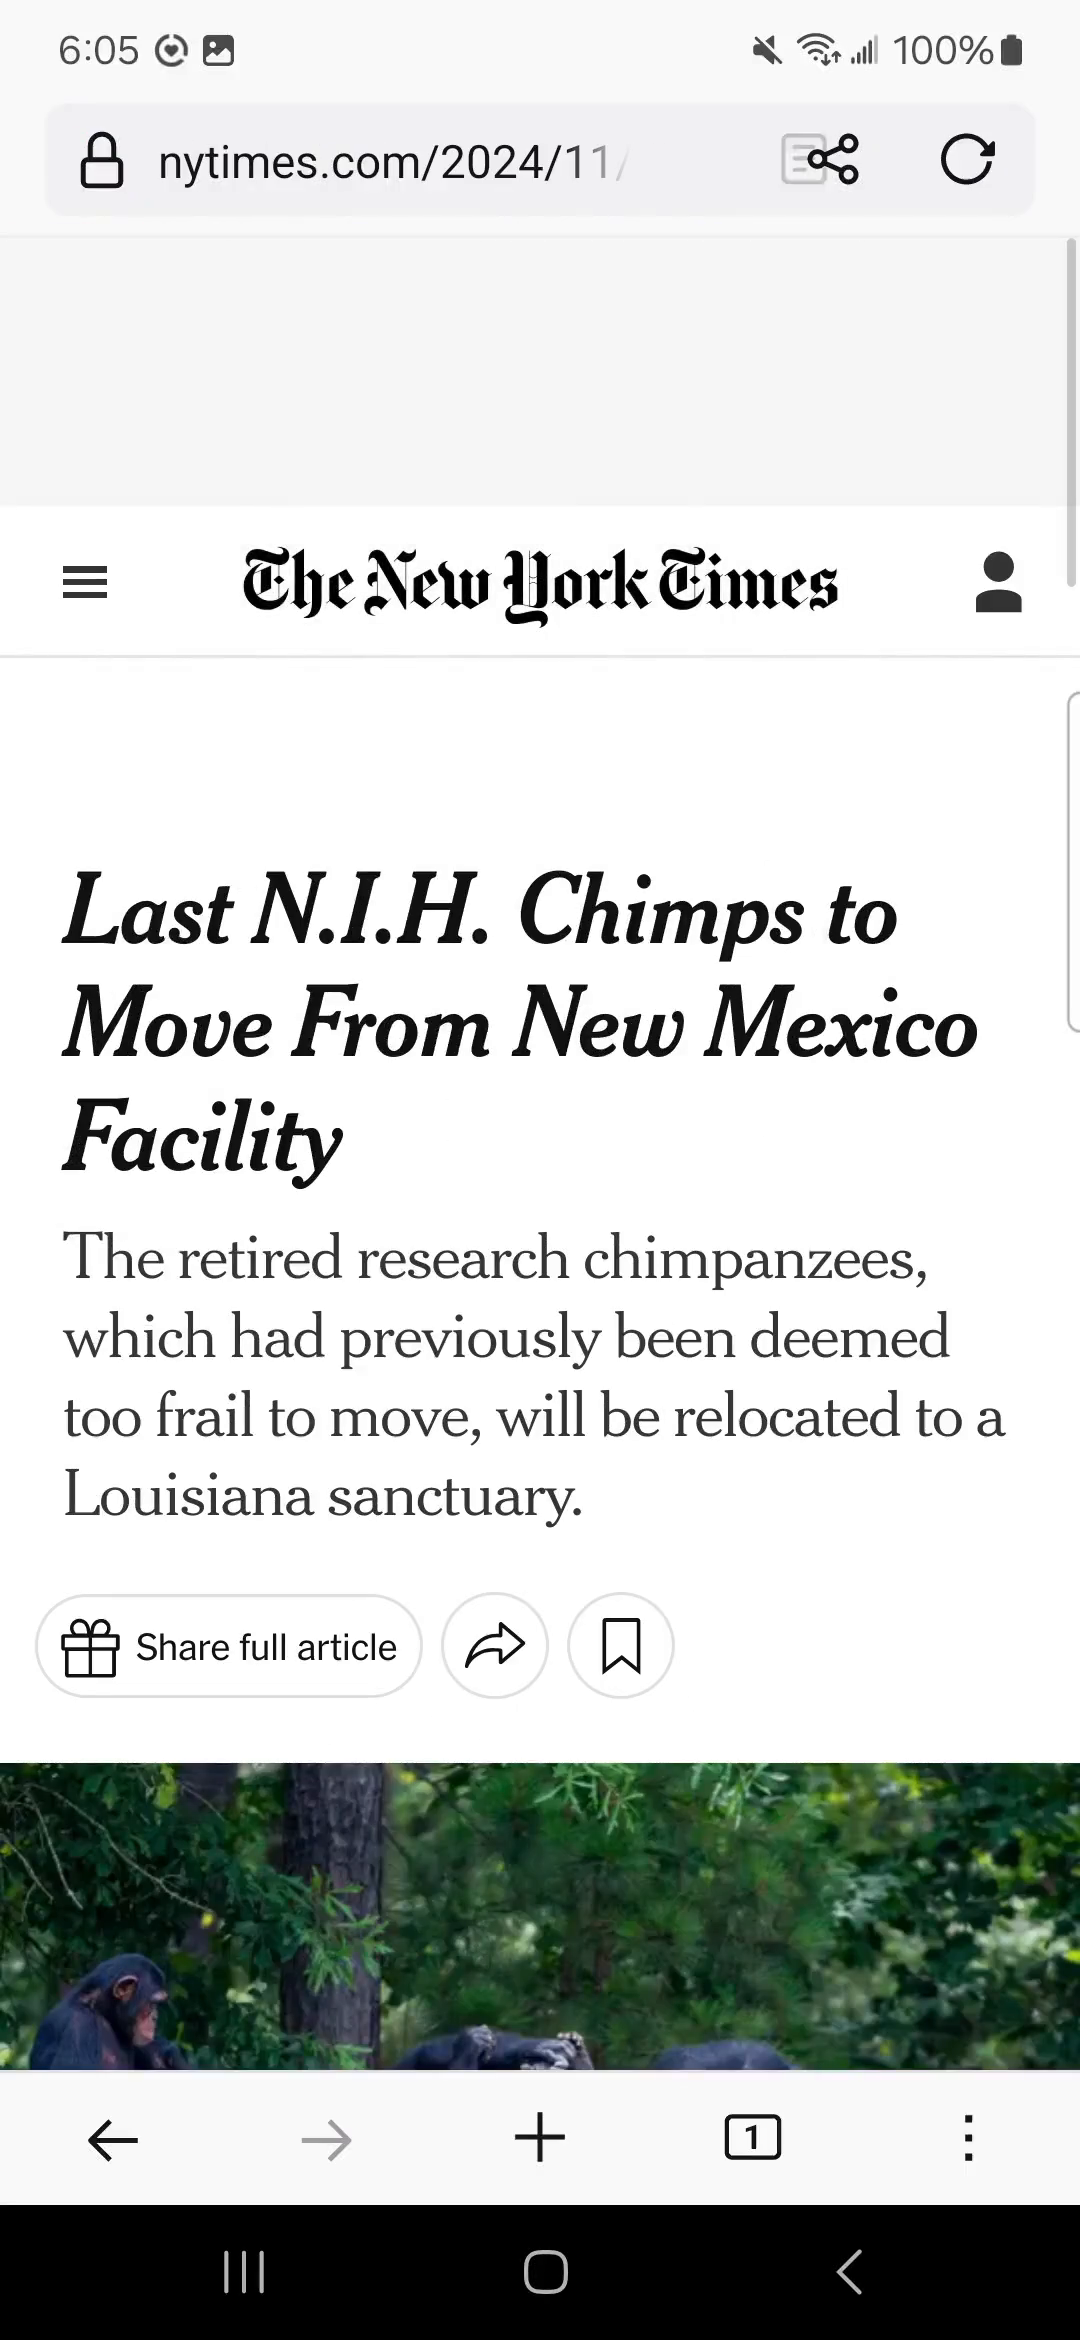 6:05 100%
nytimes.com/2024/11/
The New York Times
Last N.I.H. Chimps to
Move From New Mexico
Facility
The retired research chimpanzees,
which had previously been deemed
too frail to move, will be relocated to a
Louisiana sanctuary.
Share full article
1